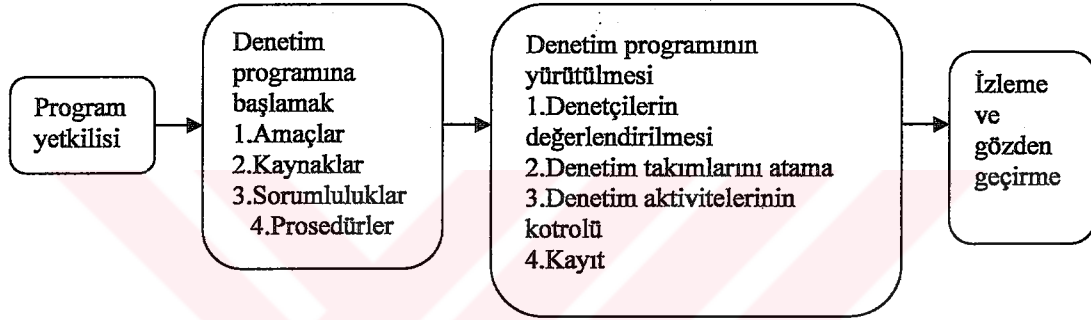 Program
yetkilisi
Denetim
programına
başlamak
1.Amaçlar
2.Kaynaklar
3.Sorumluluklar
4.Prosedürler
Denetim programının
yürütülmesi
1.Denetçilerin
değerlendirilmesi
2.Denetim takımlarını atama
3.Denetim aktivitelerinin
kotrolü
4.Kayıt
İzleme
ve
gözden
geçirme